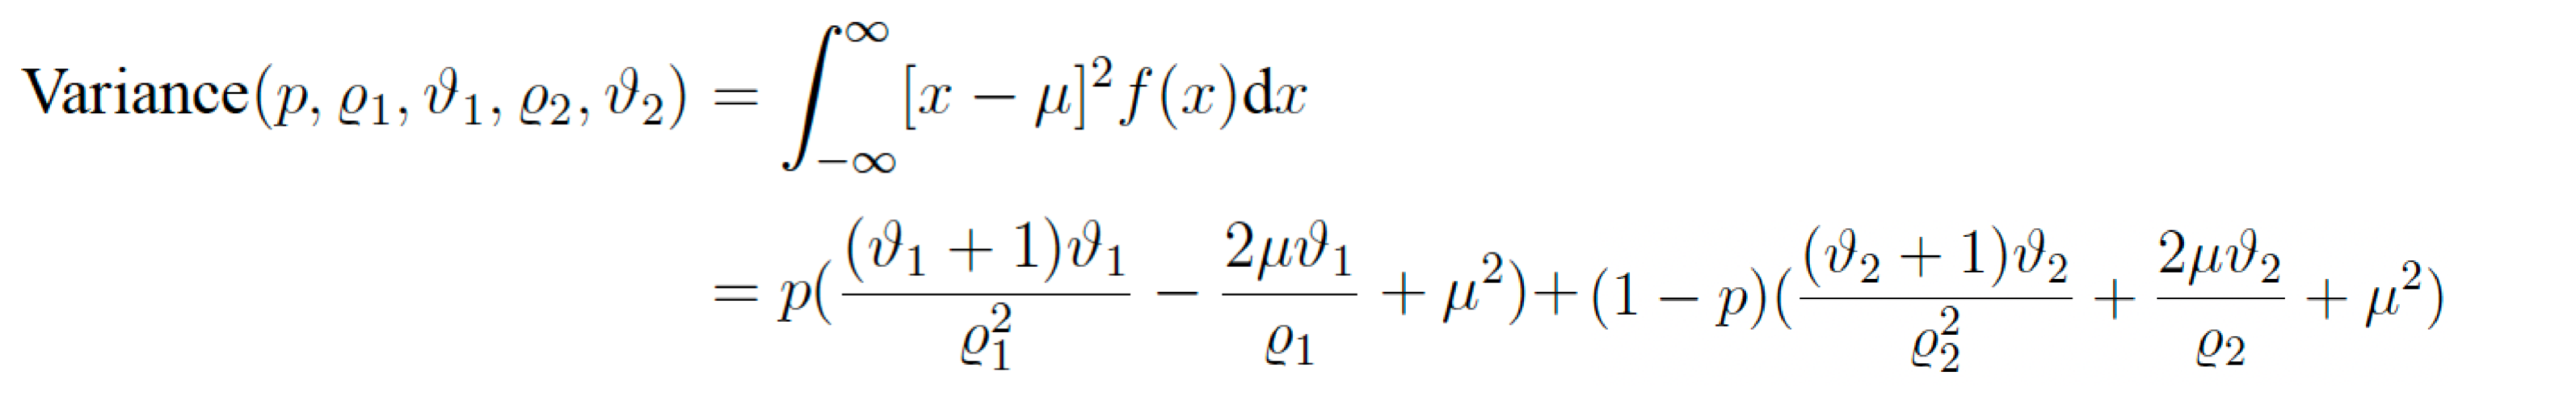 Variance(p, ϱ₁, ϑ₁, ϱ₂, ϑ₂) = ∫_{−∞}^{∞} [x − μ]² f(x)dx
= p((ϑ₁ + 1)ϑ₁/ϱ₁² − 2μϑ₁/ϱ₁ + μ²)+(1 − p)((ϑ₂ + 1)ϑ₂/ϱ₂² + 2μϑ₂/ϱ₂ + μ²)